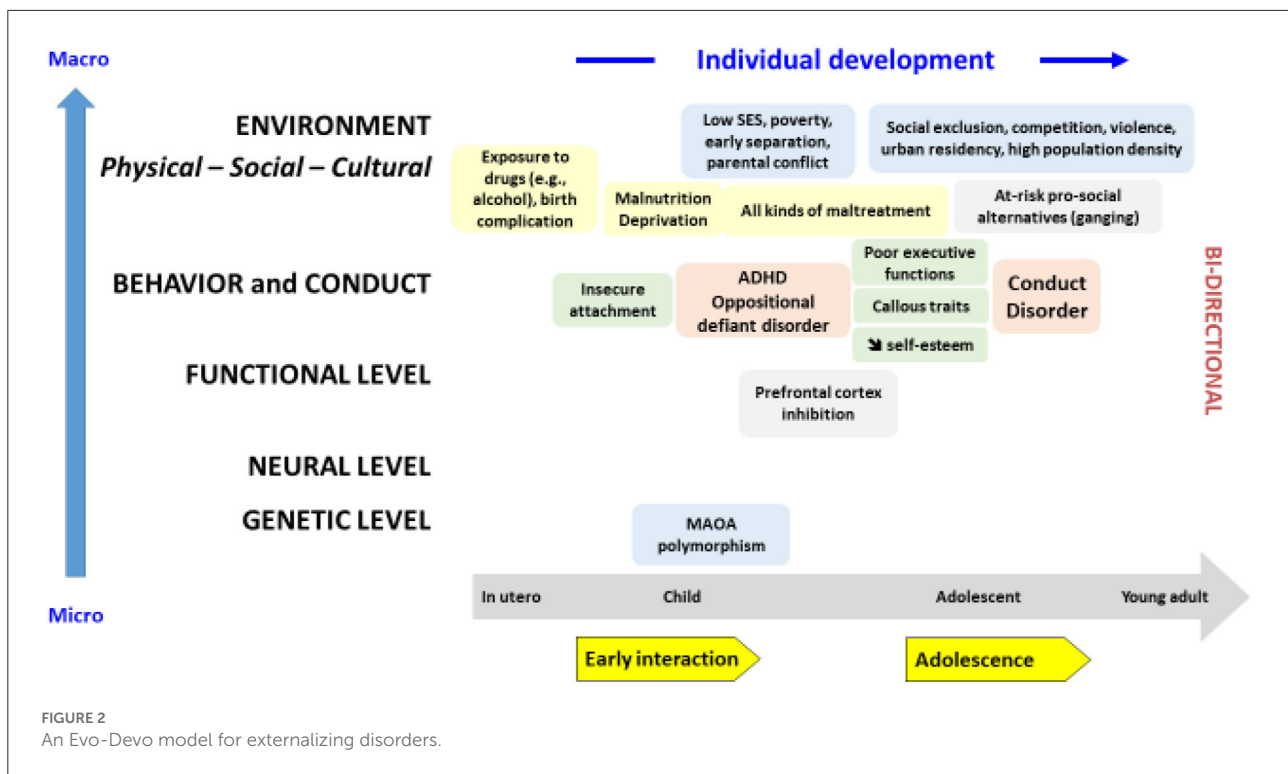 Macro
Individual development
ENVIRONMENT
Physical – Social – Cultural
Low SES, poverty,
early separation,
parental conflict
Social exclusion, competition, violence,
urban residency, high population density
Exposure to
drugs (e.g.,
alcohol), birth
complication
Malnutrition
Deprivation
All kinds of maltreatment
At-risk pro-social
alternatives (ganging)
BEHAVIOR and CONDUCT
Insecure
attachment
ADHD
Oppositional
defiant disorder
Poor executive
functions
Callous traits
↘ self-esteem
Conduct
Disorder
BI-DIRECTIONAL
FUNCTIONAL LEVEL
Prefrontal cortex
inhibition
NEURAL LEVEL
GENETIC LEVEL
MAOA
polymorphism
Micro
In utero
Child
Adolescent
Young adult
Early interaction
Adolescence
FIGURE 2
An Evo-Devo model for externalizing disorders.